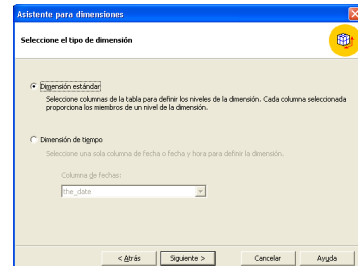 Asistente para dimensiones
Seleccione el tipo de dimensión
Dimensión estándar
Seleccione columnas de la tabla para definir los niveles de la dimensión. Cada columna seleccionada
proporciona los miembros de un nivel de la dimensión.
Dimensión de tiempo
Seleccione una sola columna de fecha o fecha y hora para definir la dimensión.
Columna de fechas:
the_date
< Atrás
Siguiente >
Cancelar
Ayuda